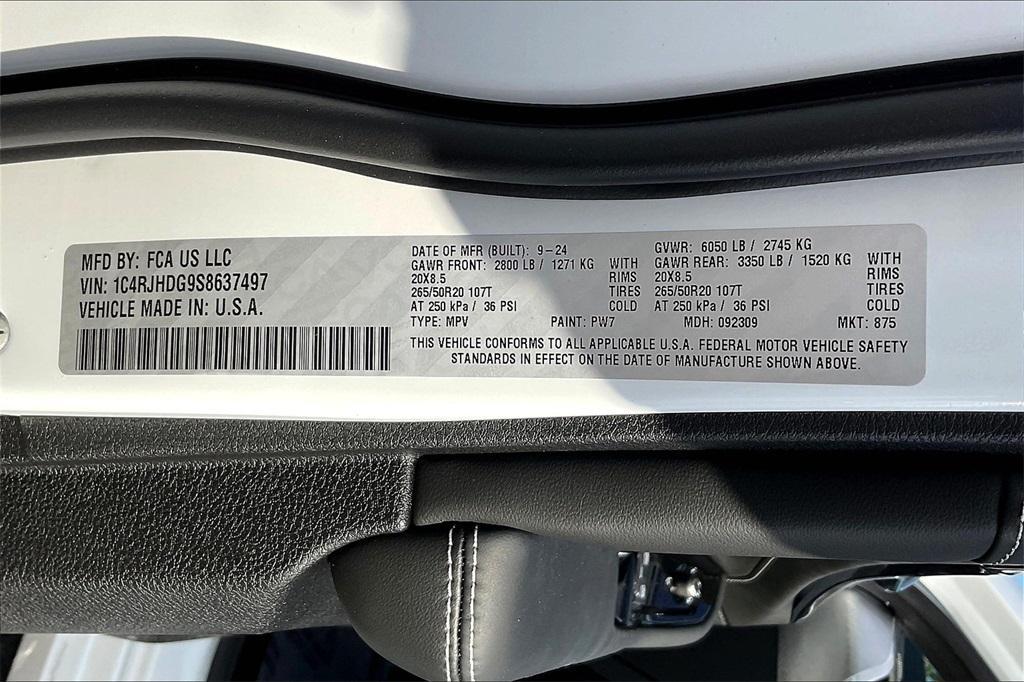 MFD BY: FCA US LLC
VIN: 1C4RJHDG9S8637497
VEHICLE MADE IN: U.S.A.
DATE OF MFR (BUILT): 9-24
GAWR FRONT: 2800 LB / 1271 KG WITH
20X8.5 RIMS
265/50R20 107T TIRES
AT 250 kPa / 36 PSI COLD
TYPE: MPV PAINT: PW7
GVWR: 6050 LB / 2745 KG
GAWR REAR: 3350 LB / 1520 KG WITH
20X8.5 RIMS
265/50R20 107T TIRES
AT 250 kPa / 36 PSI COLD
MDH: 092309 MKT: 875
THIS VEHICLE CONFORMS TO ALL APPLICABLE U.S.A. FEDERAL MOTOR VEHICLE SAFETY
STANDARDS IN EFFECT ON THE DATE OF MANUFACTURE SHOWN ABOVE.